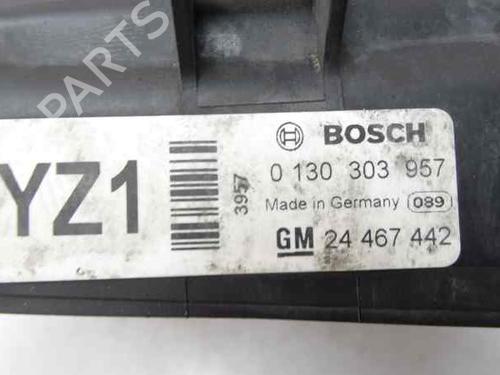 BOSCH
YZ1
3957
0 130 303 957
Made in Germany 089
GM 24 467 442
B-PARTS